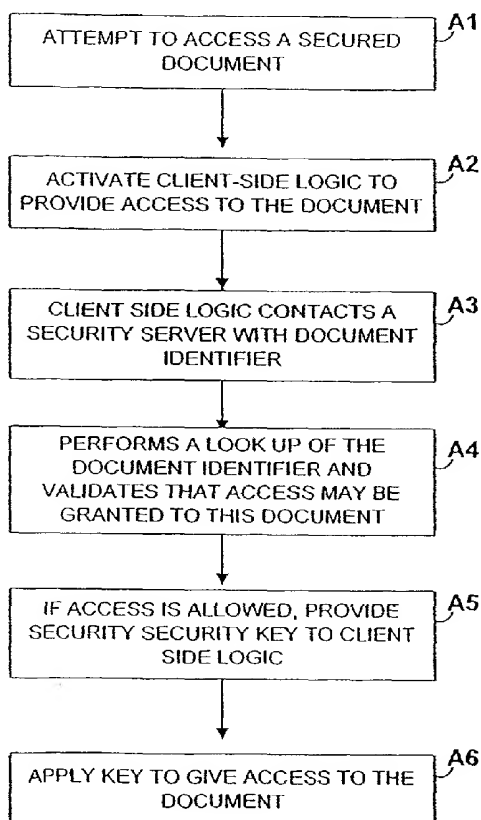 A1
ATTEMPT TO ACCESS A SECURED
DOCUMENT
A2
ACTIVATE CLIENT-SIDE LOGIC TO
PROVIDE ACCESS TO THE DOCUMENT
A3
CLIENT SIDE LOGIC CONTACTS A
SECURITY SERVER WITH DOCUMENT
IDENTIFIER
A4
PERFORMS A LOOK UP OF THE
DOCUMENT IDENTIFIER AND
VALIDATES THAT ACCESS MAY BE
GRANTED TO THIS DOCUMENT
A5
IF ACCESS IS ALLOWED, PROVIDE
SECURITY SECURITY KEY TO CLIENT
SIDE LOGIC
A6
APPLY KEY TO GIVE ACCESS TO THE
DOCUMENT